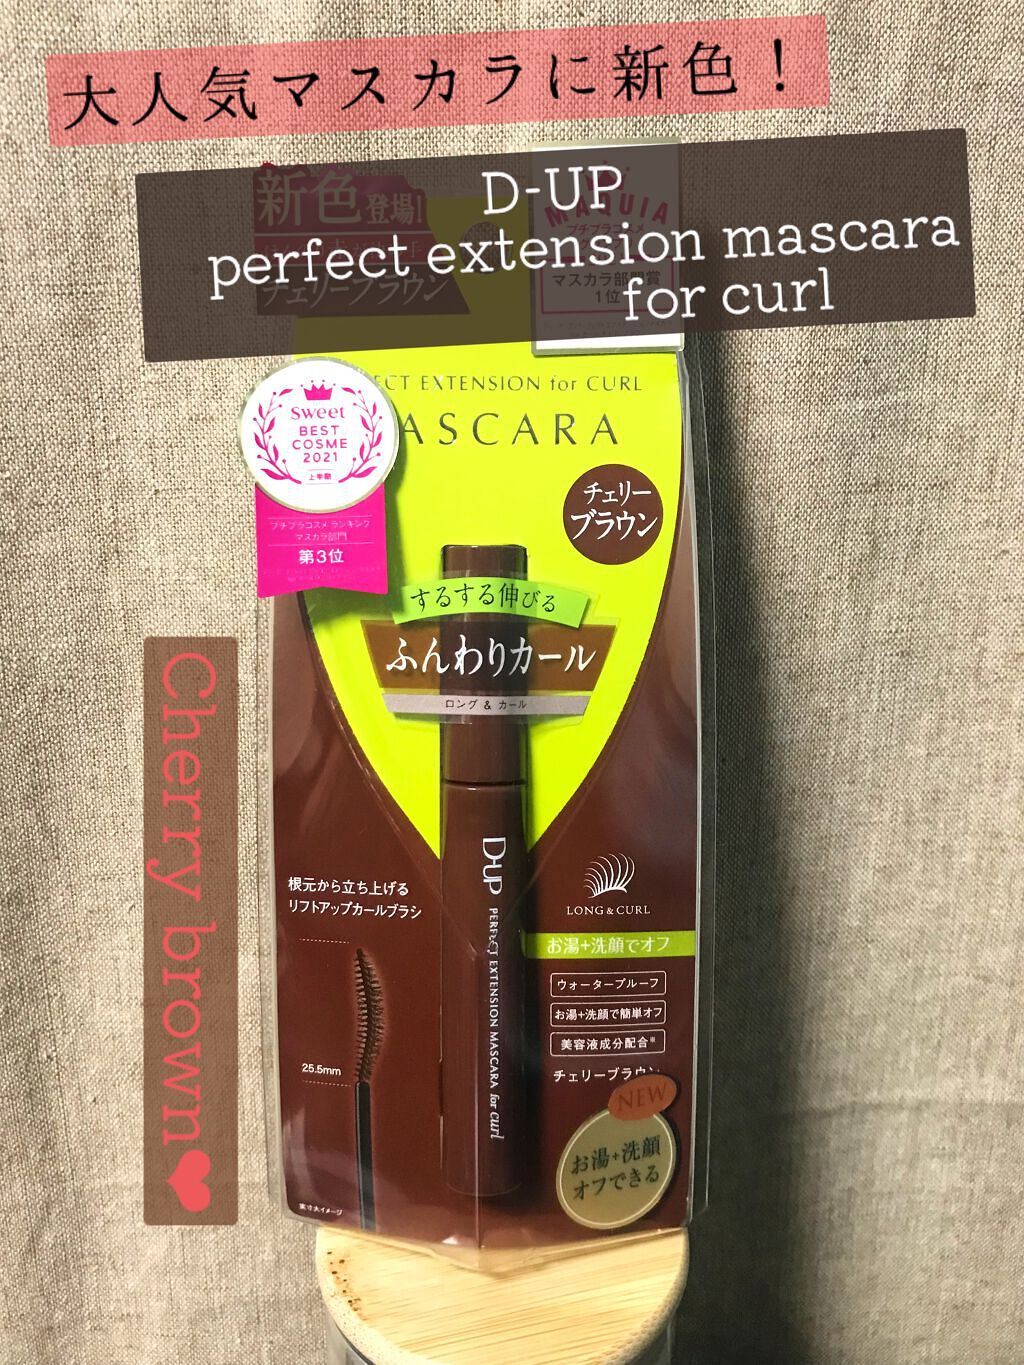 大人気マスカラに新色！
D-UP
perfect extension mascara
for curl
新色登場!
チェリーブラウン
MAQUIA
プチプラコスメ
マスカラ部門賞
1位
EXTENSION for CURL
MASCARA
Sweet
BEST
COSME
2021
上半期
プチプラコスメ ランキング
マスカラ部門
第3位
チェリー
ブラウン
するする伸びる
ふんわりカール
ロング & カール
Cherry brown♥
根元から立ち上げる
リフトアップカールブラシ
25.5mm
実寸大イメージ
D-UP PERFECT EXTENSION MASCARA for curl
LONG & CURL
お湯+洗顔でオフ
ウォータープルーフ
お湯+洗顔で簡単オフ
美容液成分配合※
チェリーブラウン
NEW
お湯+洗顔
オフできる